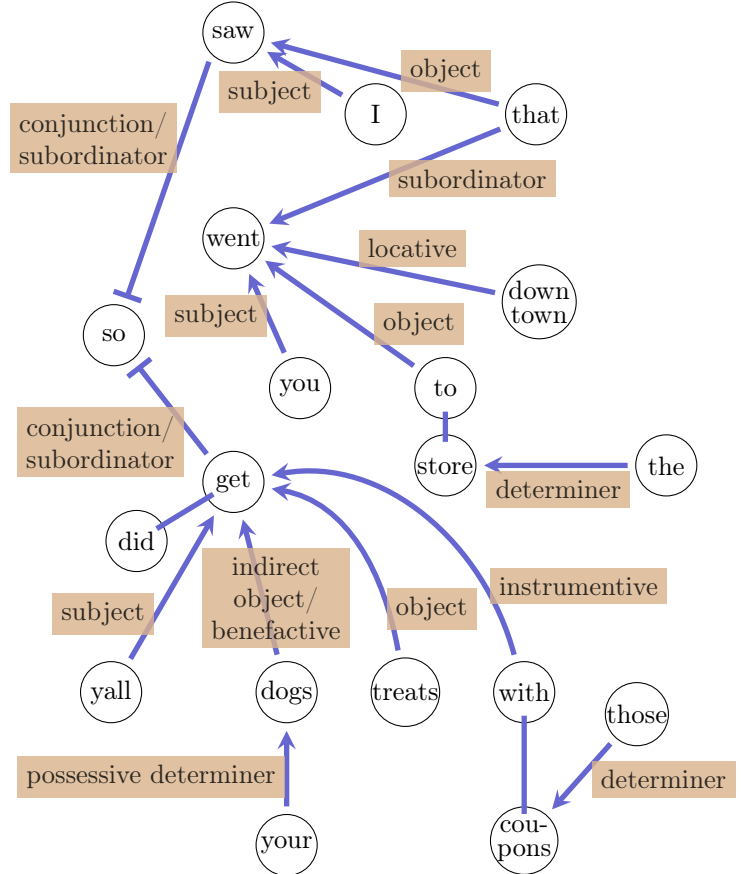 saw
object
subject
I
that
conjunction/
subordinator
subordinator
went
locative
down
town
subject
object
so
you
to
conjunction/
subordinator
store
the
get
determiner
did
indirect
object/
benefactive
instrumentive
subject
object
yall
dogs
treats
with
those
possessive determiner
determiner
your
cou-
pons